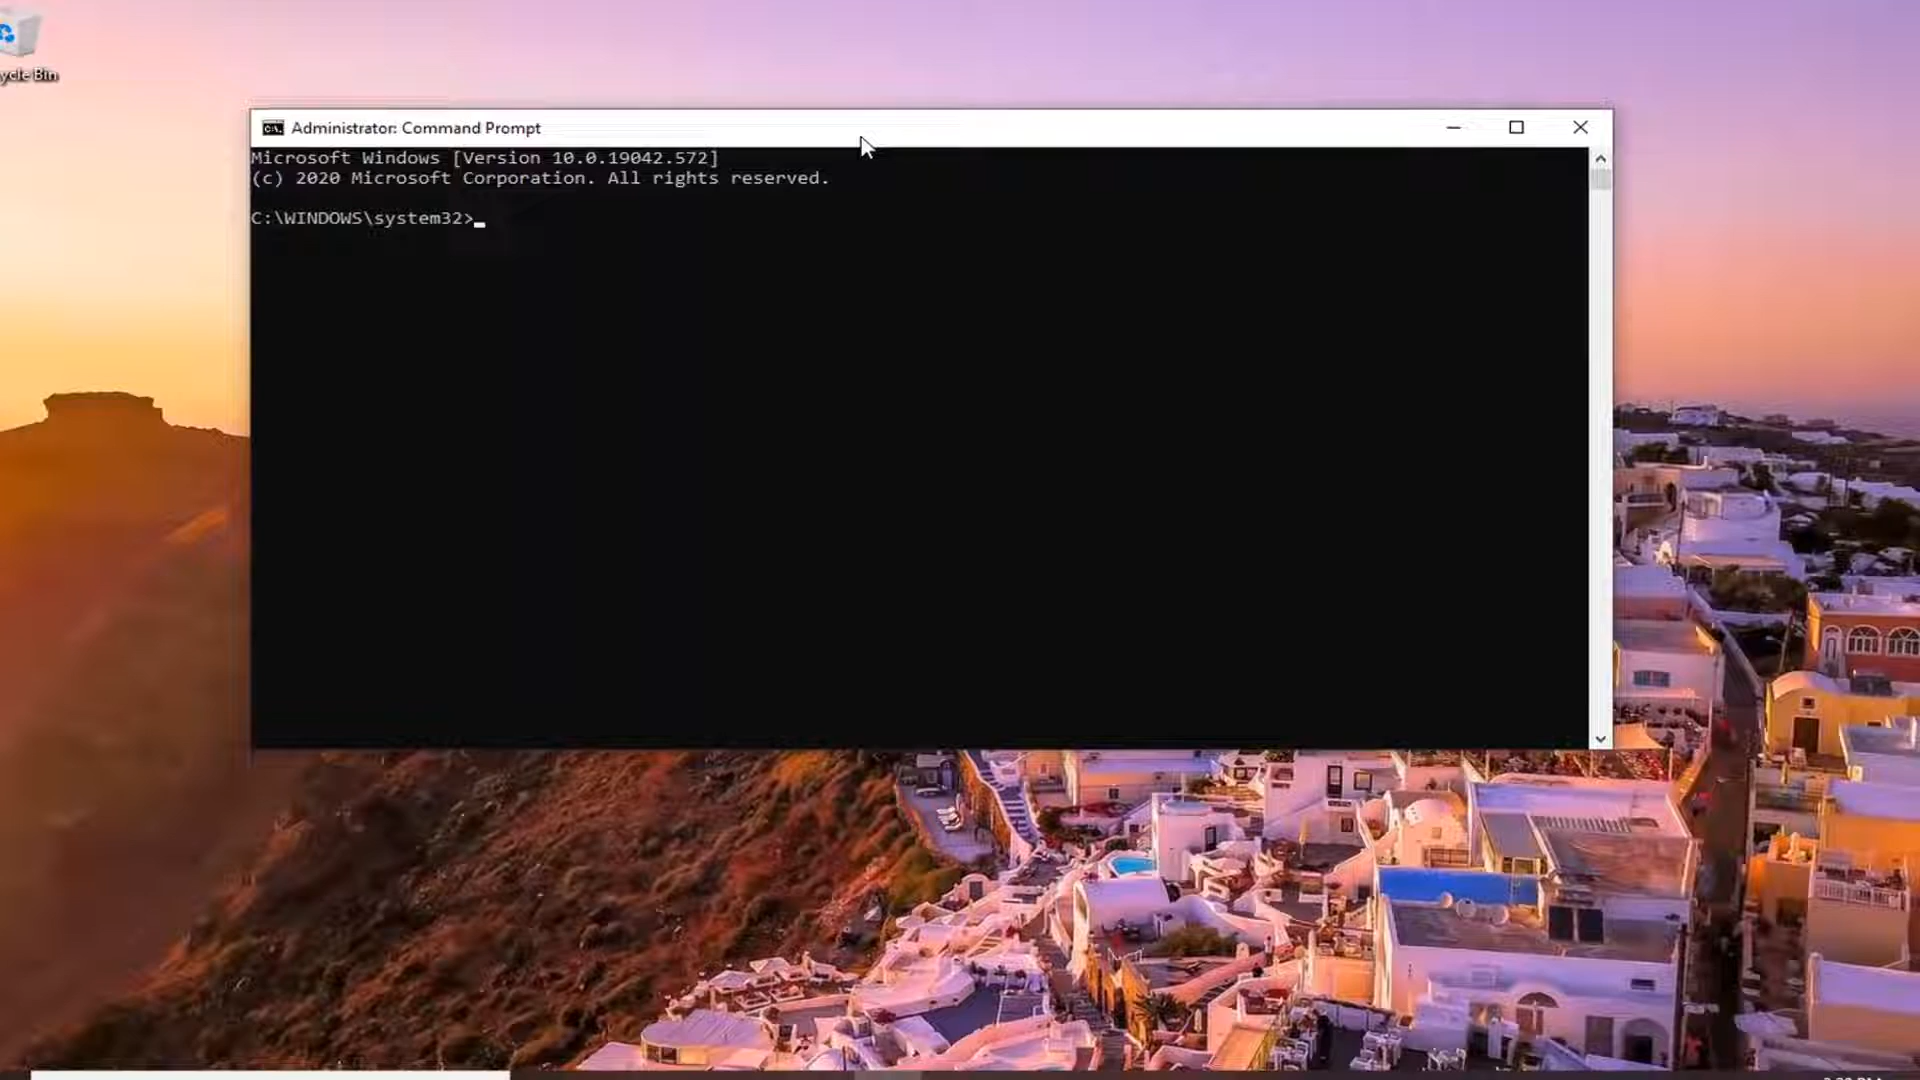 ycle Bin
Administrator: Command Prompt
Microsoft Windows [Version 10.0.19042.572]
(c) 2020 Microsoft Corporation. All rights reserved.
C:\WINDOWS\system32>